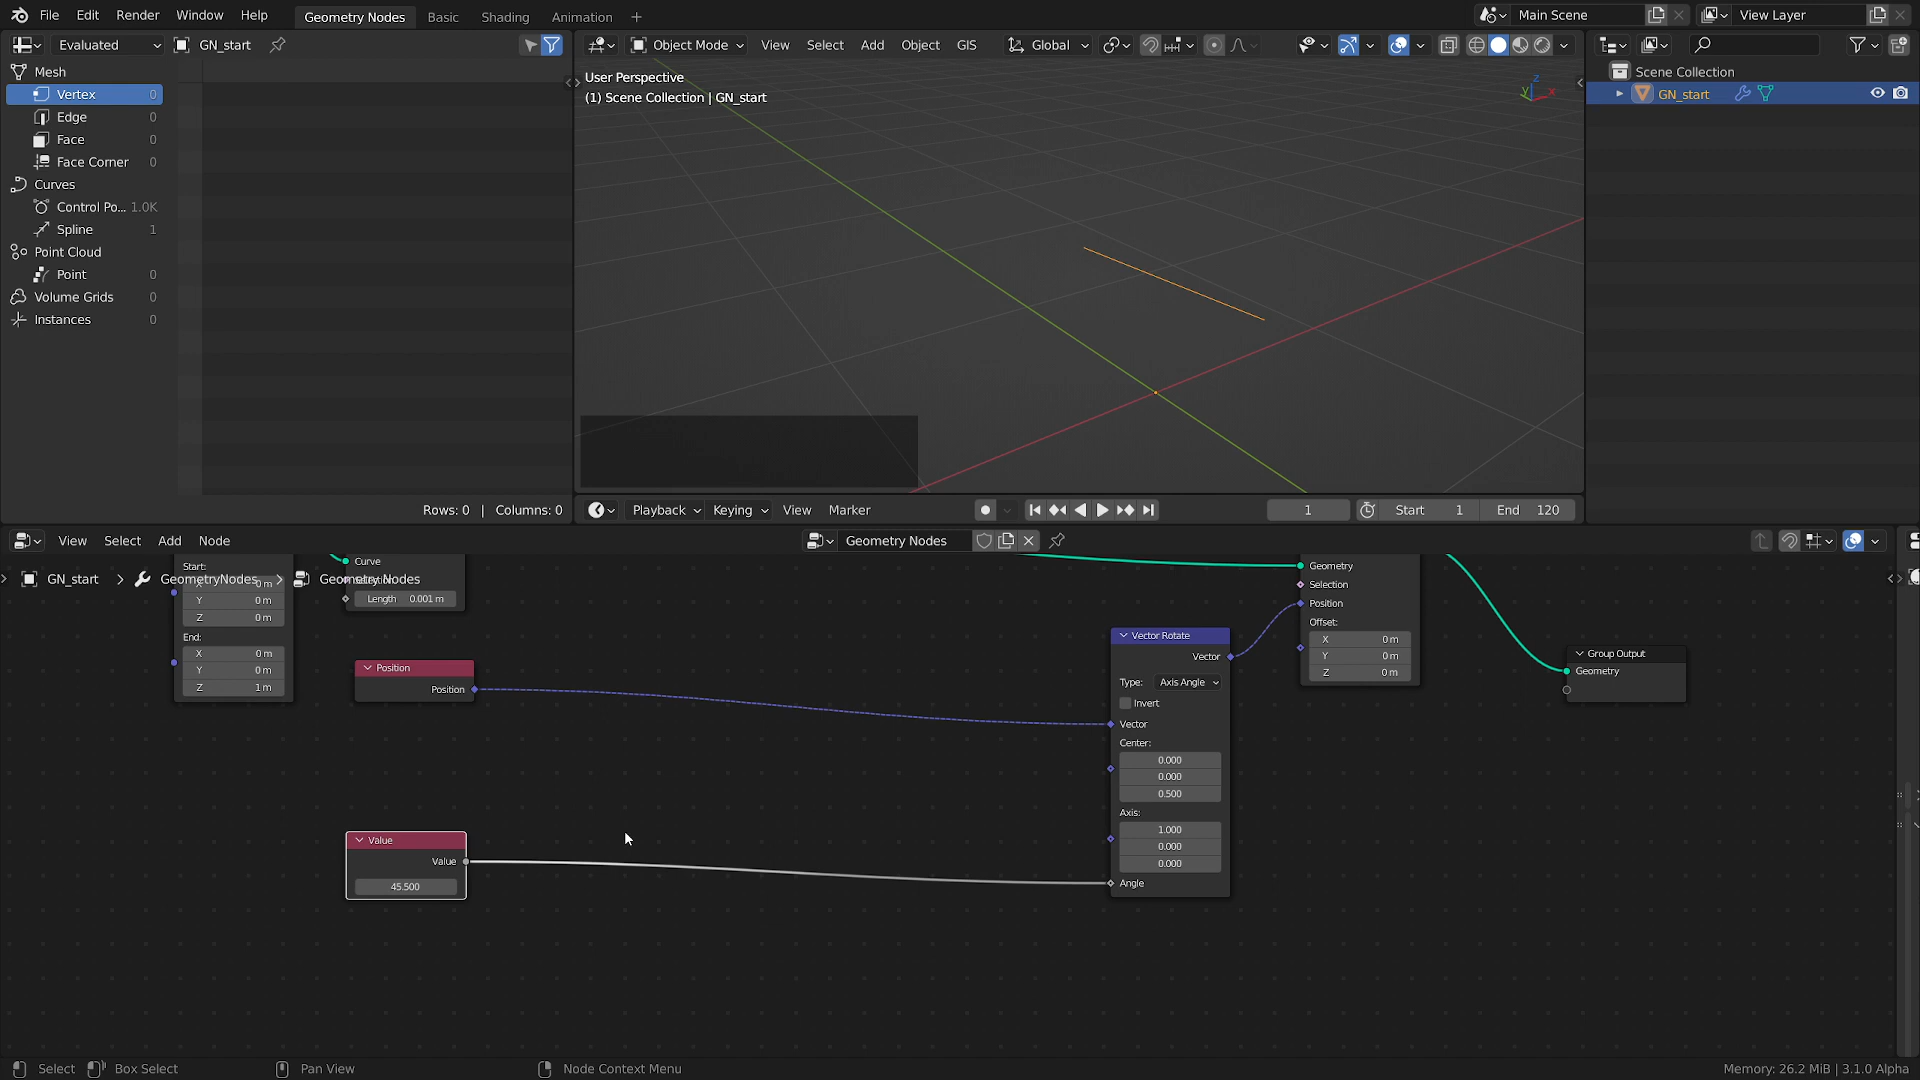 File Edit Render Window Help Geometry Nodes Basic Shading Animation + Main Scene View Layer
Evaluated GN_start
Object Mode View Select Add Object GIS Global
Mesh
Vertex 0
Edge 0
Face 0
Face Corner 0
Curves
Control Po... 1.0K
Spline 1
Point Cloud
Point 0
Volume Grids 0
Instances 0
Rows: 0 | Columns: 0
User Perspective
(1) Scene Collection | GN_start
Z
Y
X
Scene Collection
GN_start
Playback Keying View Marker 1 Start 1 End 120
View Select Add Node Geometry Nodes
GN_start > GeometryNodes > Geometry Nodes
Start:
0 m
Y 0 m
Z 0 m
End:
X 0 m
Y 0 m
Z 1 m
Curve
Length 0.001 m
Position
Position
Value
Value
45.500
Vector Rotate
Vector
Type: Axis Angle
Invert
Vector
Center:
0.000
0.000
0.500
Axis:
1.000
0.000
0.000
Angle
Geometry
Selection
Position
Offset:
X 0 m
Y 0 m
Z 0 m
Group Output
Geometry
Select Box Select Pan View Node Context Menu Memory: 26.2 MiB | 3.1.0 Alpha